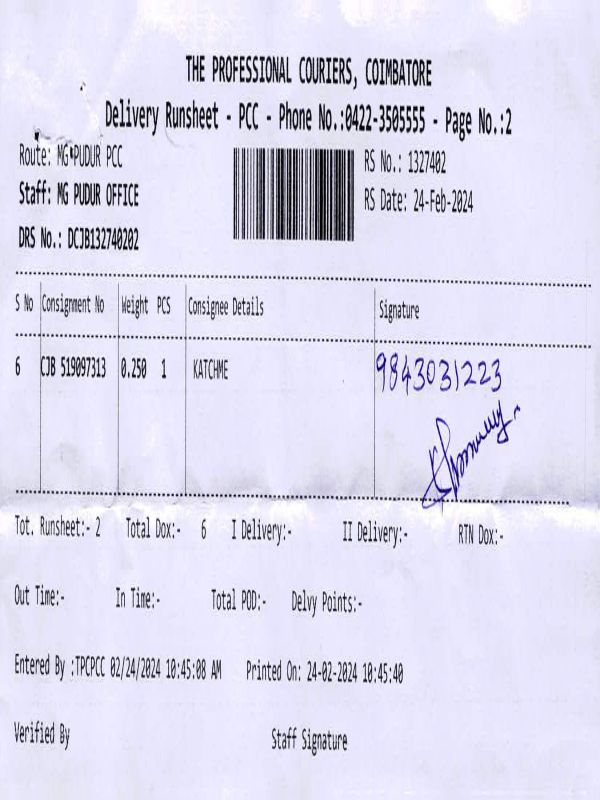 THE PROFESSIONAL COURIERS, COIMBATORE
Delivery Runsheet - PCC - Phone No.:0422-3505555 - Page No.:2
Route: MG PUDUR PCC
RS No.: 1327402
Staff: MG PUDUR OFFICE
RS Date: 24-Feb-2024
DRS No.: DCJB132740202
S No Consignment No Weight PCS Consignee Details Signature
6 CJB 519097313 0.250 1 KATCHME 9843031223
Tot. Runsheet:- 2 Total Dox:- 6 I Delivery:- II Delivery:- RTN Dox:-
Out Time:- In Time:- Total POD:- Delvy Points:-
Entered By :TPCPCC 02/24/2024 10:45:08 AM Printed On: 24-02-2024 10:45:40
Verified By Staff Signature